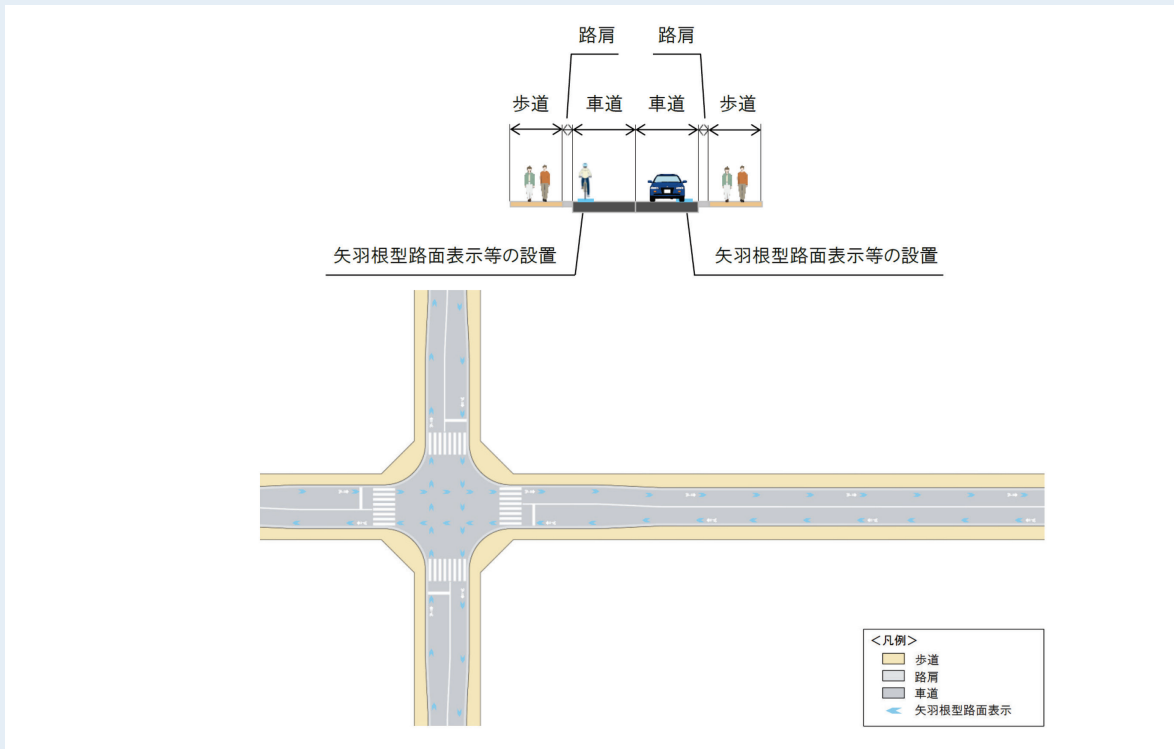 路肩 路肩
歩道 車道 車道 歩道
矢羽根型路面表示等の設置 矢羽根型路面表示等の設置
＜凡例＞
歩道
路肩
車道
矢羽根型路面表示